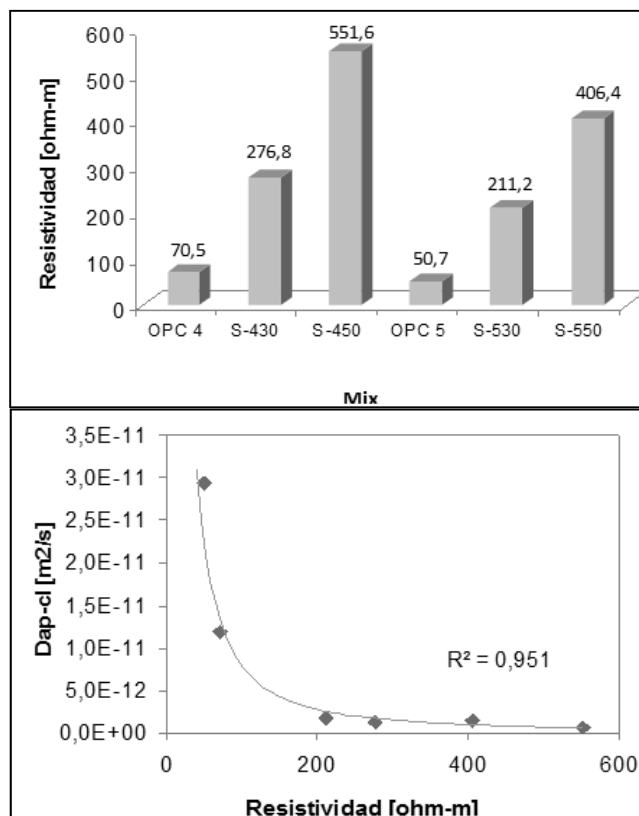 Resistividad [ohm-m]
600
500
400
300
200
100
0
70,5
276,8
551,6
50,7
211,2
406,4
OPC 4 S-430 S-450 OPC 5 S-530 S-550
Mix
Dap-cl [m2/s]
3,5E-11
3,0E-11
2,5E-11
2,0E-11
1,5E-11
1,0E-11
5,0E-12
0,0E+00
R² = 0,951
0 200 400 600
Resistividad [ohm-m]